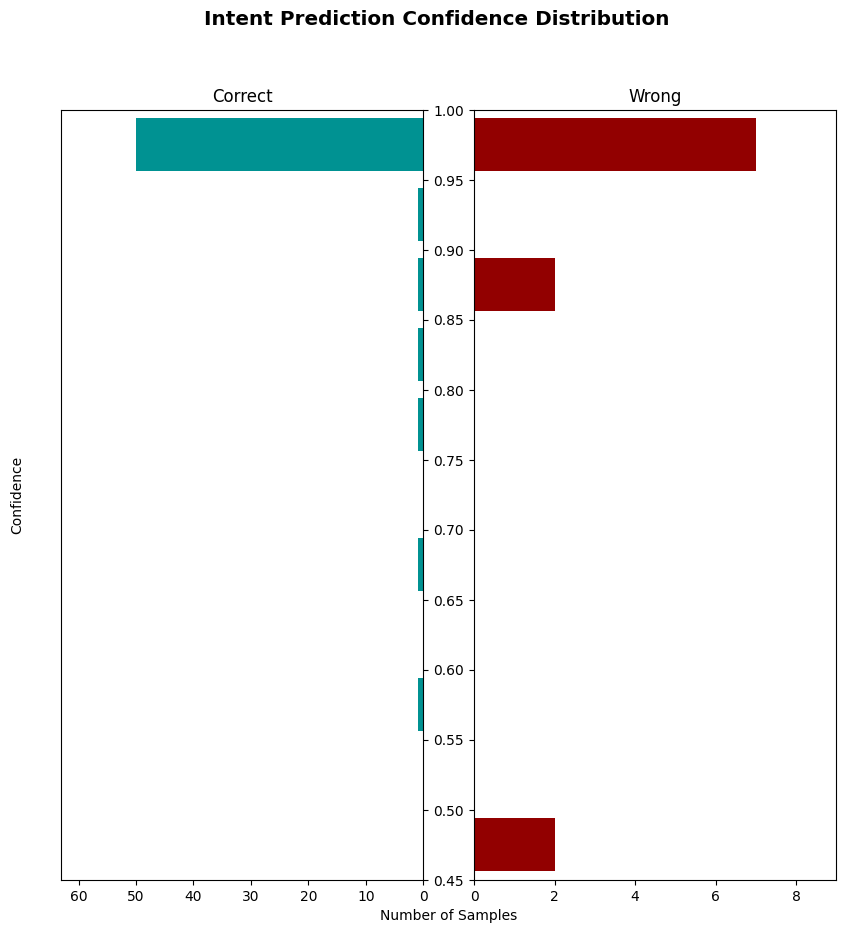 Intent Prediction Confidence Distribution
Correct
Wrong
1.00
0.95
0.90
0.85
0.80
0.75
0.70
0.65
0.60
0.55
0.50
0.45
Confidence
60 50 40 30 20 10 0
0 2 4 6 8
Number of Samples